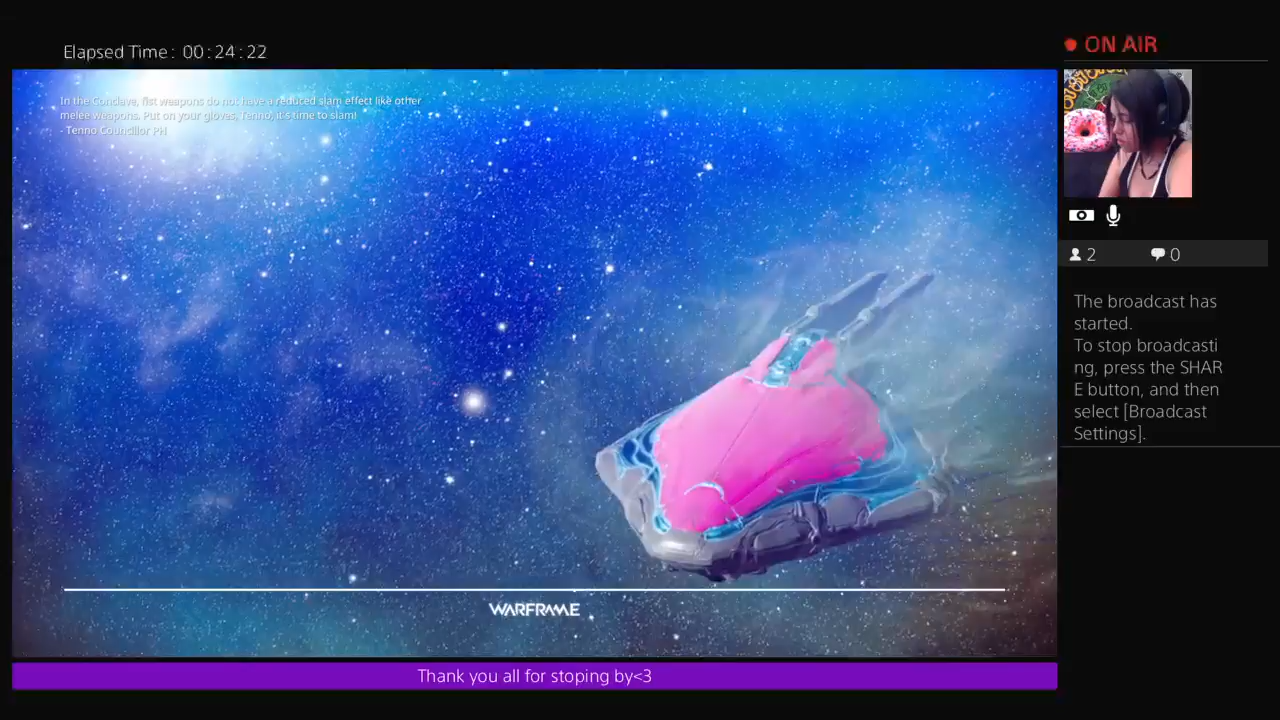 Elapsed Time: 00:24:22
ON AIR
In the Conclave, fist weapons do not have a reduced slam effect like other
melee weapons. Put on your gloves, Tenno, it's time to slam!
- Tenno Councillor PH
2
0
The broadcast has
started.
To stop broadcasti
ng, press the SHAR
E button, and then
select [Broadcast
Settings].
WARFRAME
Thank you all for stoping by<3